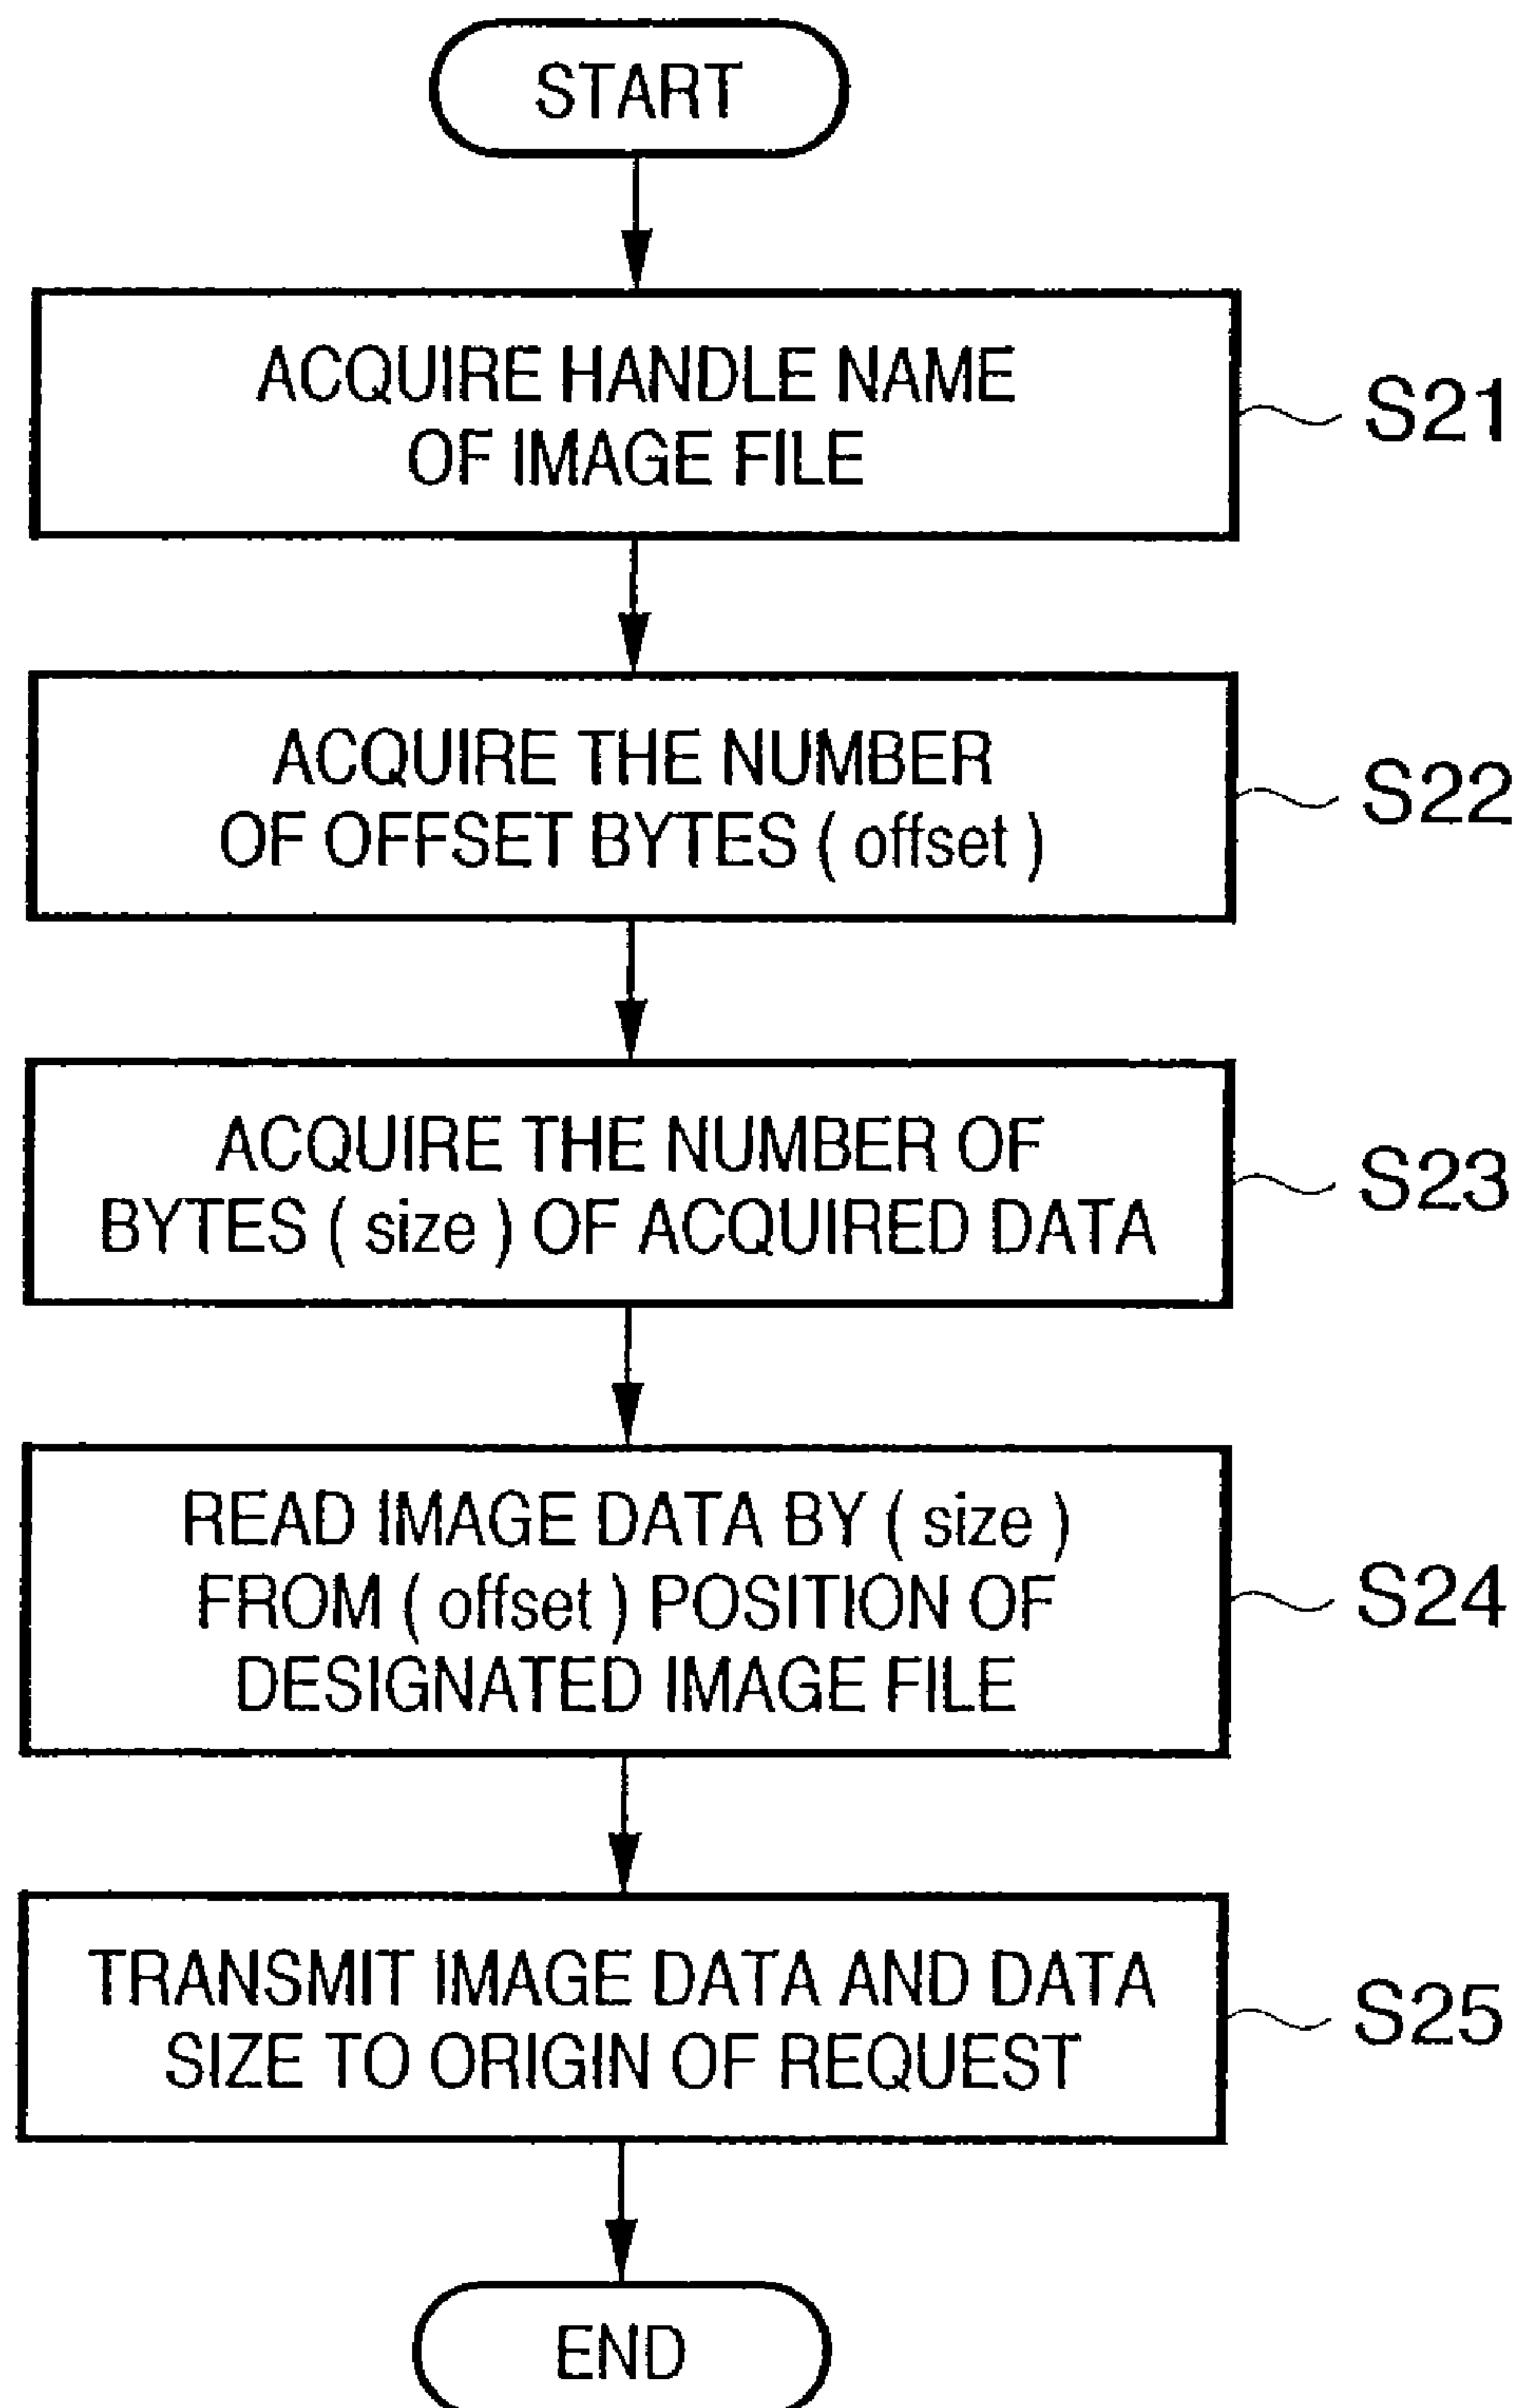 START
ACQUIRE HANDLE NAME
OF IMAGE FILE
S21
ACQUIRE THE NUMBER
OF OFFSET BYTES ( offset )
S22
ACQUIRE THE NUMBER OF
BYTES ( size ) OF ACQUIRED DATA
S23
READ IMAGE DATA BY ( size )
FROM ( offset ) POSITION OF
DESIGNATED IMAGE FILE
S24
TRANSMIT IMAGE DATA AND DATA
SIZE TO ORIGIN OF REQUEST
S25
END